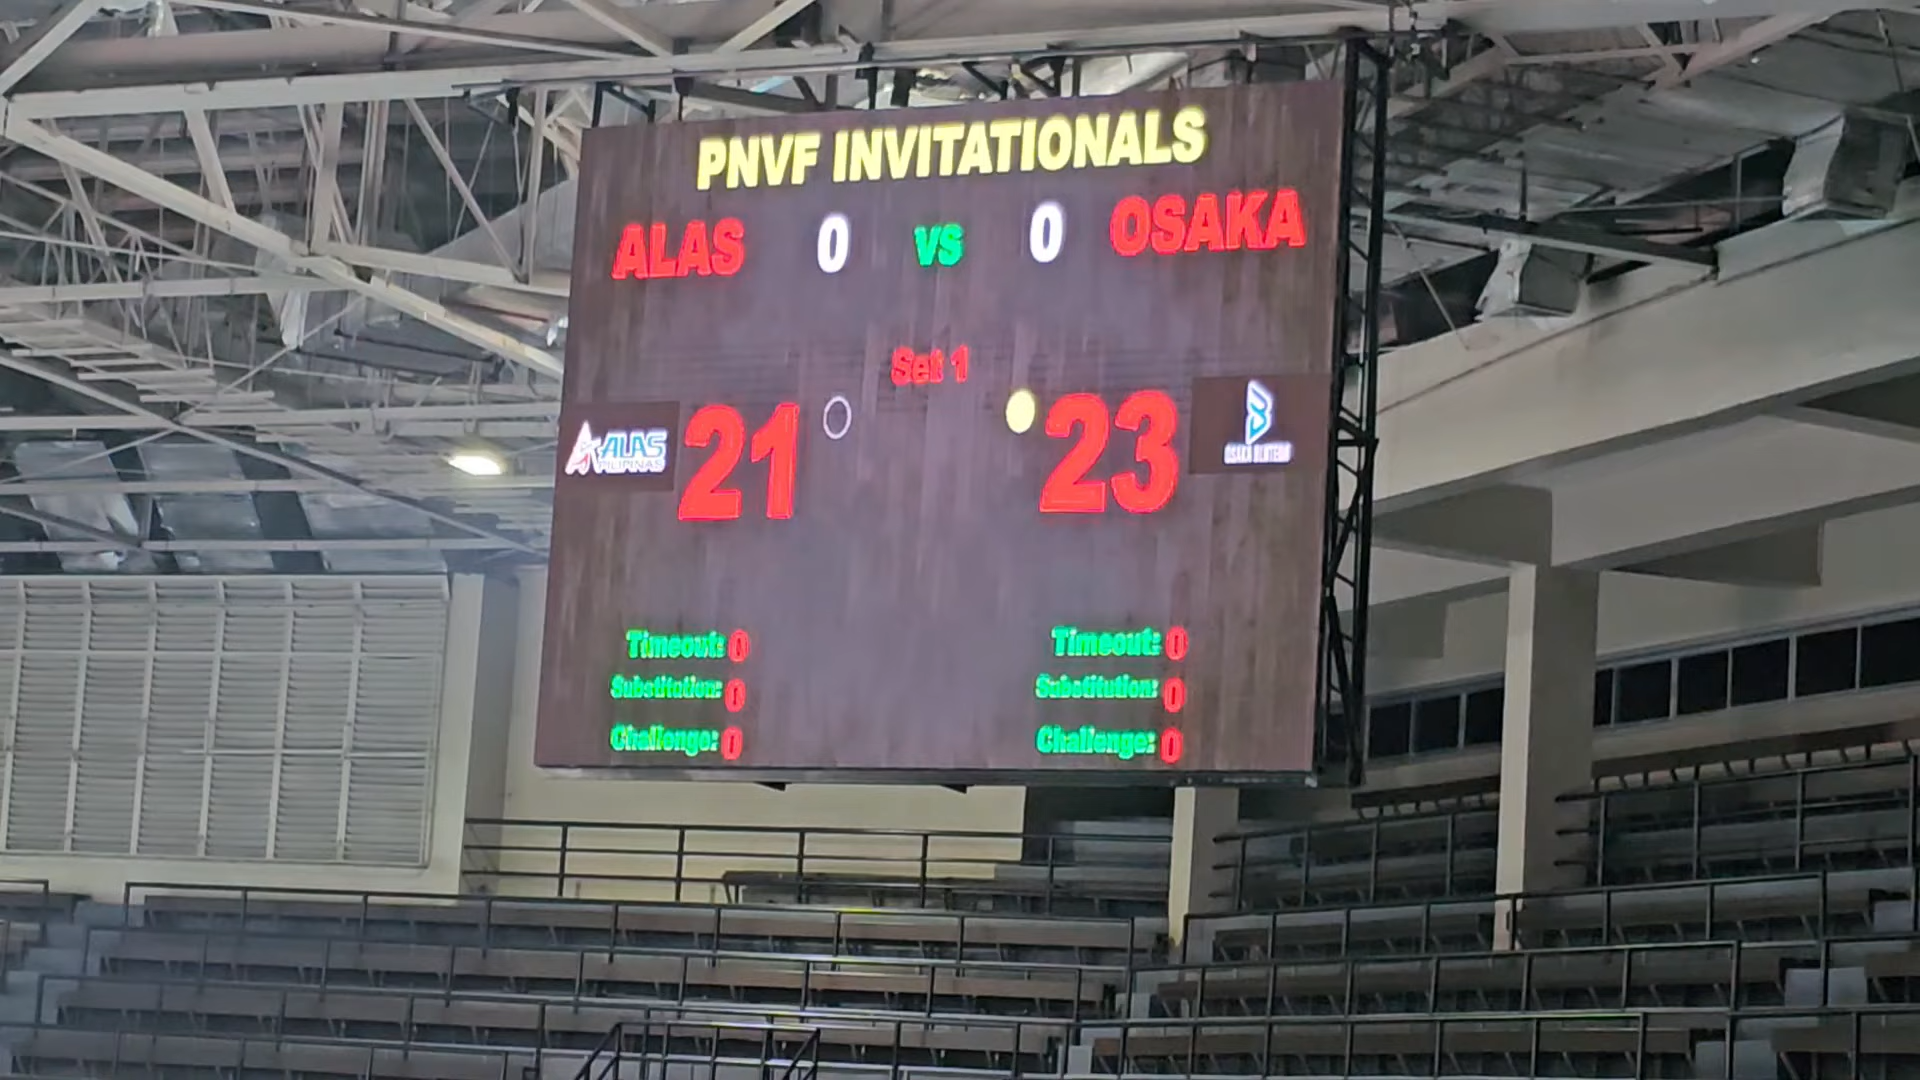 PNVF INVITATIONALS
ALAS 0 VS 0 OSAKA
Set 1
ALAS PILIPINAS 21 23 OSAKA BLUTEON
Timeout: 0 Timeout: 0
Substitution: 0 Substitution: 0
Challenge: 0 Challenge: 0